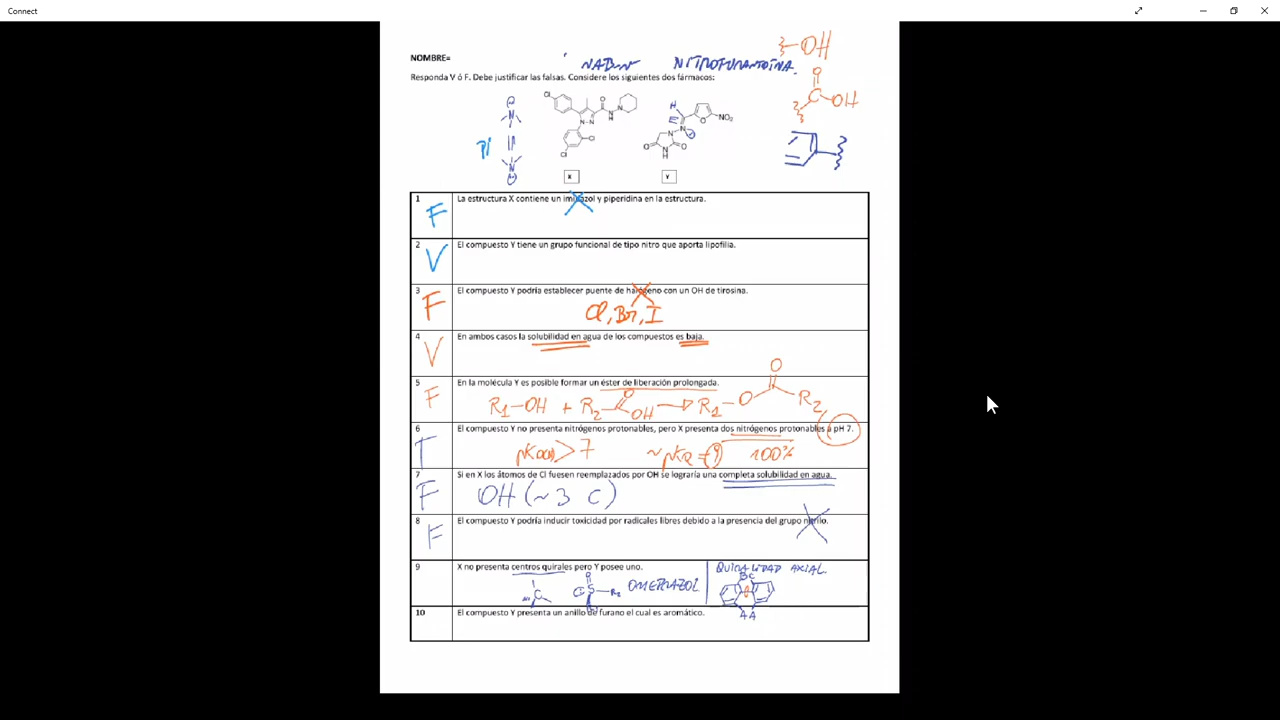 Connect
NOMBRE=
NITROFURANTOÍNA.
Responda V ó F. Debe justificar las falsas. Considere los siguientes dos fármacos:
OH
O
C OH
Cl
Cl
Cl
O
N
N
N
H
N
H
E
N
N
O
NO₂
O
O
N
H
X
Y
1
F
La estructura X contiene un imidazol y piperidina en la estructura.
2
V
El compuesto Y tiene un grupo funcional de tipo nitro que aporta lipofilia.
3
F
El compuesto Y podría establecer puente de halógeno con un OH de tirosina.
Cl, Br, I
4
V
En ambos casos la solubilidad en agua de los compuestos es baja.
5
F
En la molécula Y es posible formar un éster de liberación prolongada.
R1-OH + R2 O OH → R1-O O R2
6
El compuesto Y no presenta nitrógenos protonables, pero X presenta dos nitrógenos protonables a pH 7.
> 7 100%
7
F
Si en X los átomos de Cl fuesen reemplazados por OH se lograría una completa solubilidad en agua.
OH (~3 C)
8
F
El compuesto Y podría inducir toxicidad por radicales libres debido a la presencia del grupo nitrilo.
9
X no presenta centros quirales pero Y posee uno.
OMEPRAZOL
QUIRALIDAD AXIAL.
10
El compuesto Y presenta un anillo de furano el cual es aromático.